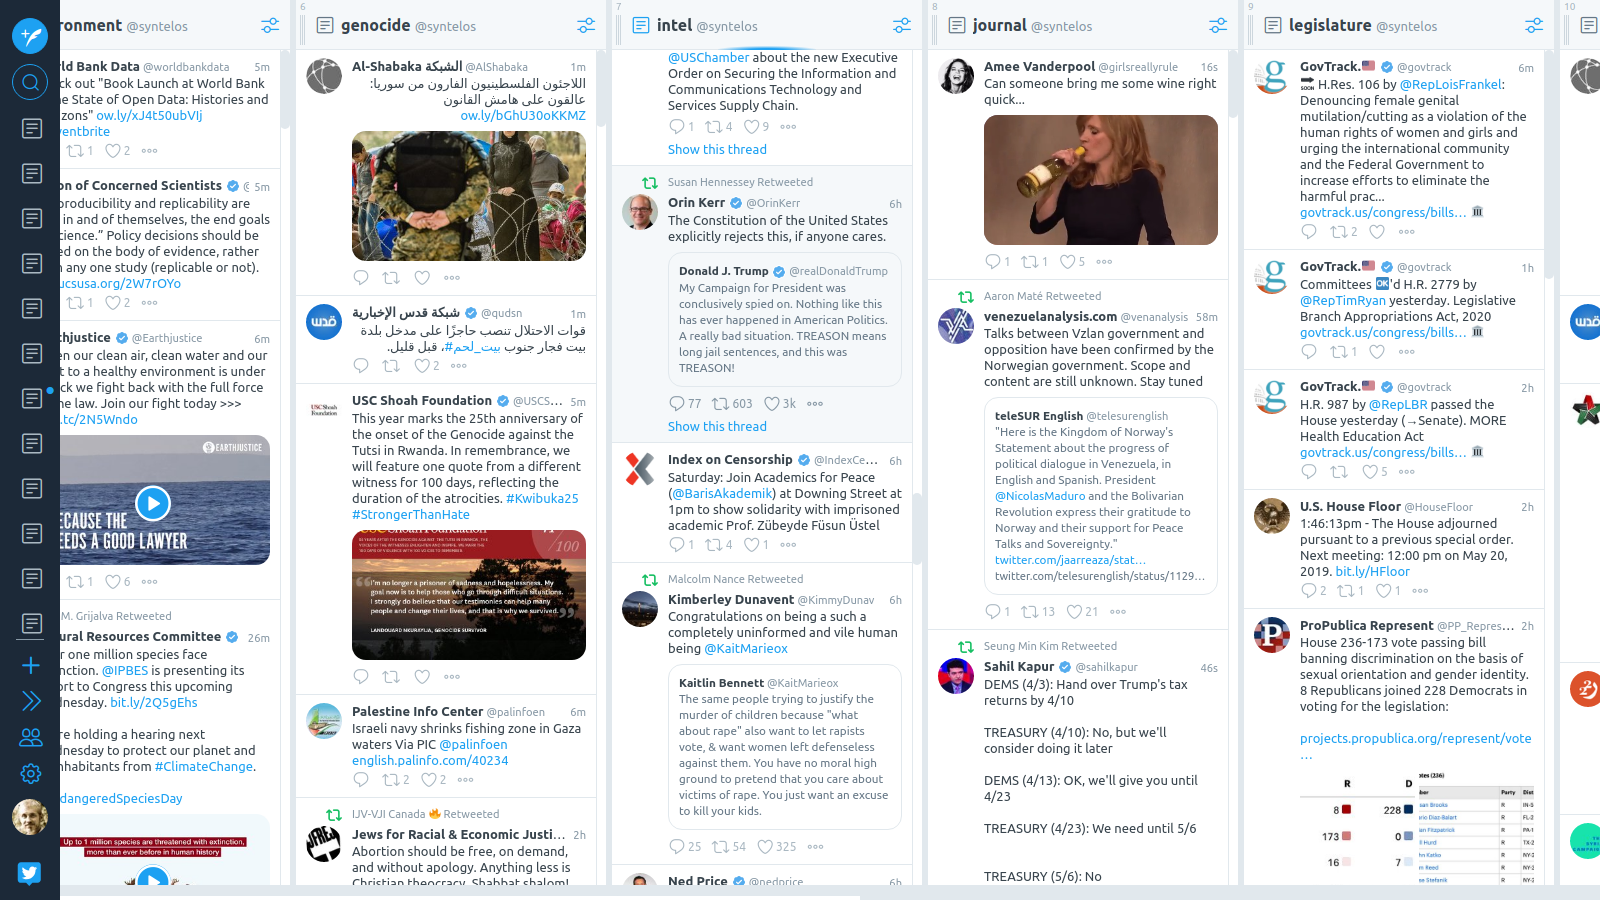 ronment @syntelos
rld Bank Data @worldbankdata 5m
ck out "Book Launch at World Bank
e State of Open Data: Histories and
zons" ow.ly/xJ4t50ubVIj
ventbrite
1 2
on of Concerned Scientists 5m
producibility and replicability are
in and of themselves, the end goals
cience.” Policy decisions should be
ed on the body of evidence, rather
n any one study (replicable or not).
ucsusa.org/2W7rOYo
1 2
thjustice @Earthjustice 6m
en our clean air, clean water and our
t to a healthy environment is under
ck we fight back with the full force
he law. Join our fight today >>>
.tc/2N5Wndo
EARTHJUSTICE
ECAUSE THE
EEDS A GOOD LAWYER
1 6
M. Grijalva Retweeted
ural Resources Committee 26m
r one million species face
nction. @IPBES is presenting its
ort to Congress this upcoming
dnesday. bit.ly/2Q5gEhs
re holding a hearing next
dnesday to protect our planet and
nhabitants from #ClimateChange.
dangeredSpeciesDay
Up to 1 million species are threatened with extinction,
more than ever before in human history
6
genocide @syntelos
Al-Shabaka الشبكة @AlShabaka 1m
اللاجئون الفلسطينيون الفارون من سوريا:
عالقون على هامش القانون
ow.ly/bGhU30oKKMZ
شبكة قدس الإخبارية @qudsn 1m
قوات الاحتلال تنصب حاجزًا على مدخل بلدة
بيت فجار جنوب #بيت_لحم، قبل قليل.
2
USC Shoah Foundation @USCS... 5m
This year marks the 25th anniversary of
the onset of the Genocide against the
Tutsi in Rwanda. In remembrance, we
will feature one quote from a different
witness for 100 days, reflecting the
duration of the atrocities. #Kwibuka25
#StrongerThanHate
/100
I'm no longer a prisoner of sadness and hopelessness. My
goal now is to help those who go through difficult situations.
I strongly do believe that our testimonies can help many
people and change their lives, and that is why we survived.
LANDOUARD NKURAYIJA, GENOCIDE SURVIVOR
Palestine Info Center @palinfoen 6m
Israeli navy shrinks fishing zone in Gaza
waters Via PIC @palinfoen
english.palinfo.com/40234
2 2
IJV-VJI Canada Retweeted
Jews for Racial & Economic Justi... 2h
Abortion should be free, on demand,
and without apology. Anything less is
Christian theocracy. Shabbat shalom!
7
intel @syntelos
@USChamber about the new Executive
Order on Securing the Information and
Communications Technology and
Services Supply Chain.
1 4 9
Show this thread
Susan Hennessey Retweeted
Orin Kerr @OrinKerr 6h
The Constitution of the United States
explicitly rejects this, if anyone cares.
Donald J. Trump @realDonaldTrump
My Campaign for President was
conclusively spied on. Nothing like this
has ever happened in American Politics.
A really bad situation. TREASON means
long jail sentences, and this was
TREASON!
77 603 3k
Show this thread
Index on Censorship @IndexCe... 6h
Saturday: Join Academics for Peace
(@BarisAkademik) at Downing Street at
1pm to show solidarity with imprisoned
academic Prof. Zübeyde Füsun Üstel
1 4 1
Malcolm Nance Retweeted
Kimberley Dunavent @KimmyDunav 6h
Congratulations on being a such a
completely uninformed and vile human
being @KaitMarieox
Kaitlin Bennett @KaitMarieox
The same people trying to justify the
murder of children because "what
about rape" also want to let rapists
vote, & want women left defenseless
against them. You have no moral high
ground to pretend that you care about
victims of rape. You just want an excuse
to kill your kids.
25 54 325
Ned Price @nedprice 6h
8
journal @syntelos
Amee Vanderpool @girlsreallyrule 16s
Can someone bring me some wine right
quick...
1 1 5
Aaron Maté Retweeted
venezuelanalysis.com @venanalysis 58m
Talks between Vzlan government and
opposition have been confirmed by the
Norwegian government. Scope and
content are still unknown. Stay tuned
teleSUR English @telesurenglish
"Here is the Kingdom of Norway's
Statement about the progress of
political dialogue in Venezuela, in
English and Spanish. President
@NicolasMaduro and the Bolivarian
Revolution express their gratitude to
Norway and their support for Peace
Talks and Sovereignty."
twitter.com/jaarreaza/stat...
twitter.com/telesurenglish/status/1129...
1 13 21
Seung Min Kim Retweeted
Sahil Kapur @sahilkapur 46s
DEMS (4/3): Hand over Trump's tax
returns by 4/10
TREASURY (4/10): No, but we'll
consider doing it later
DEMS (4/13): OK, we'll give you until
4/23
TREASURY (4/23): We need until 5/6
TREASURY (5/6): No
9
legislature @syntelos
GovTrack. @govtrack 6m
SOON H.Res. 106 by @RepLoisFrankel:
Denouncing female genital
mutilation/cutting as a violation of the
human rights of women and girls and
urging the international community
and the Federal Government to
increase efforts to eliminate the
harmful prac...
govtrack.us/congress/bills...
2
GovTrack. @govtrack 1h
Committees OK'd H.R. 2779 by
@RepTimRyan yesterday. Legislative
Branch Appropriations Act, 2020
govtrack.us/congress/bills...
1
GovTrack. @govtrack 2h
H.R. 987 by @RepLBR passed the
House yesterday (→Senate). MORE
Health Education Act
govtrack.us/congress/bills...
5
U.S. House Floor @HouseFloor 2h
1:46:13pm - The House adjourned
pursuant to a previous special order.
Next meeting: 12:00 pm on May 20,
2019. bit.ly/HFloor
2 1 1
ProPublica Represent @PP_Repres... 2h
House 236-173 vote passing bill
banning discrimination on the basis of
sexual orientation and gender identity.
8 Republicans joined 228 Democrats in
voting for the legislation:
projects.propublica.org/represent/vote
...
R D
8 228
173 0
16 7
otes (236)
Party
10